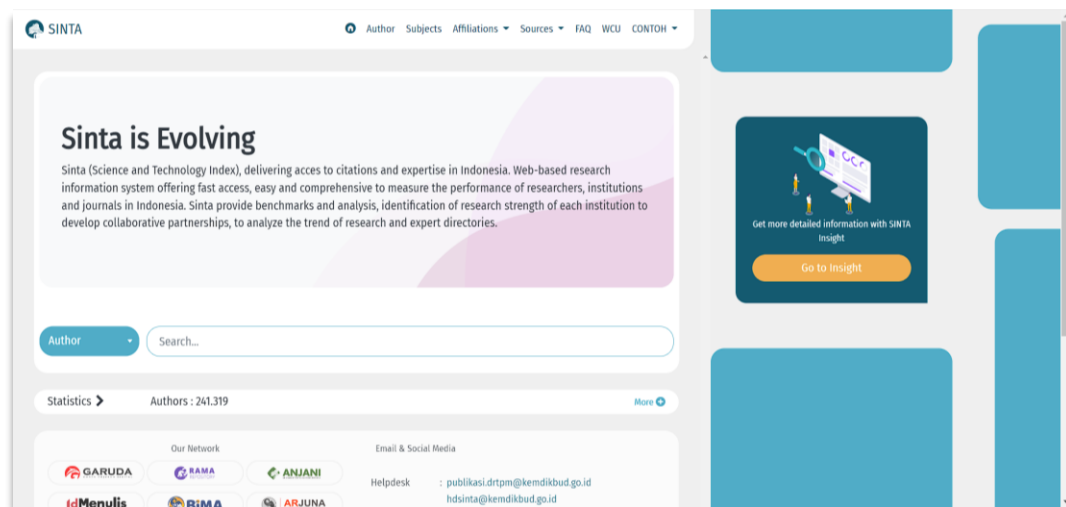 SINTA
Author Subjects Affiliations Sources FAQ WCU CONTOH
Sinta is Evolving
Sinta (Science and Technology Index), delivering acces to citations and expertise in Indonesia. Web-based research
information system offering fast access, easy and comprehensive to measure the performance of researchers, institutions
and journals in Indonesia. Sinta provide benchmarks and analysis, identification of research strength of each institution to
develop collaborative partnerships, to analyze the trend of research and expert directories.
Get more detailed information with SINTA
Insight
Go to Insight
Author
Search...
Statistics
Authors : 241.319
More
Our Network
GARUDA
RAMA
ANJANI
idMenulis
BIMA
ARJUNA
Email & Social Media
Helpdesk : publikasi.drtpm@kemdikbud.go.id
hdsinta@kemdikbud.go.id